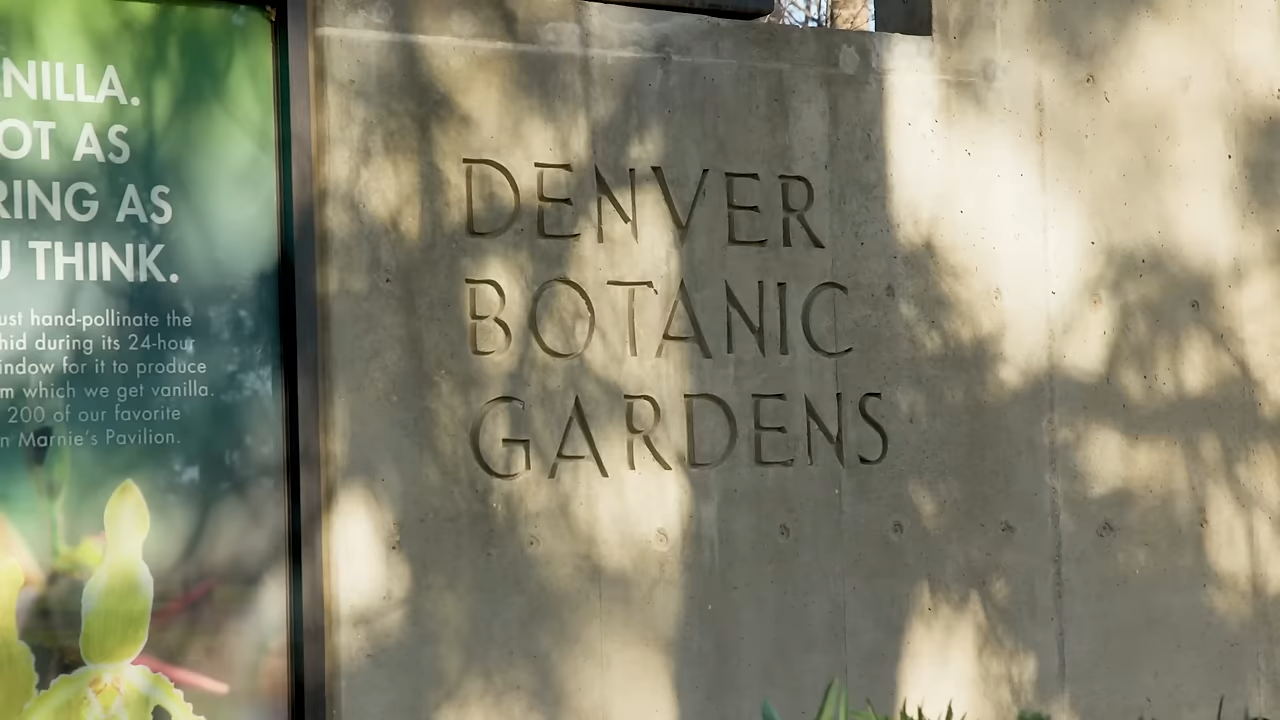 NILLA.
OT AS
RING AS
U THINK.
ust hand-pollinate the
hid during its 24-hour
indow for it to produce
m which we get vanilla.
200 of our favorite
n Marnie's Pavilion.
DENVER
BOTANIC
GARDENS